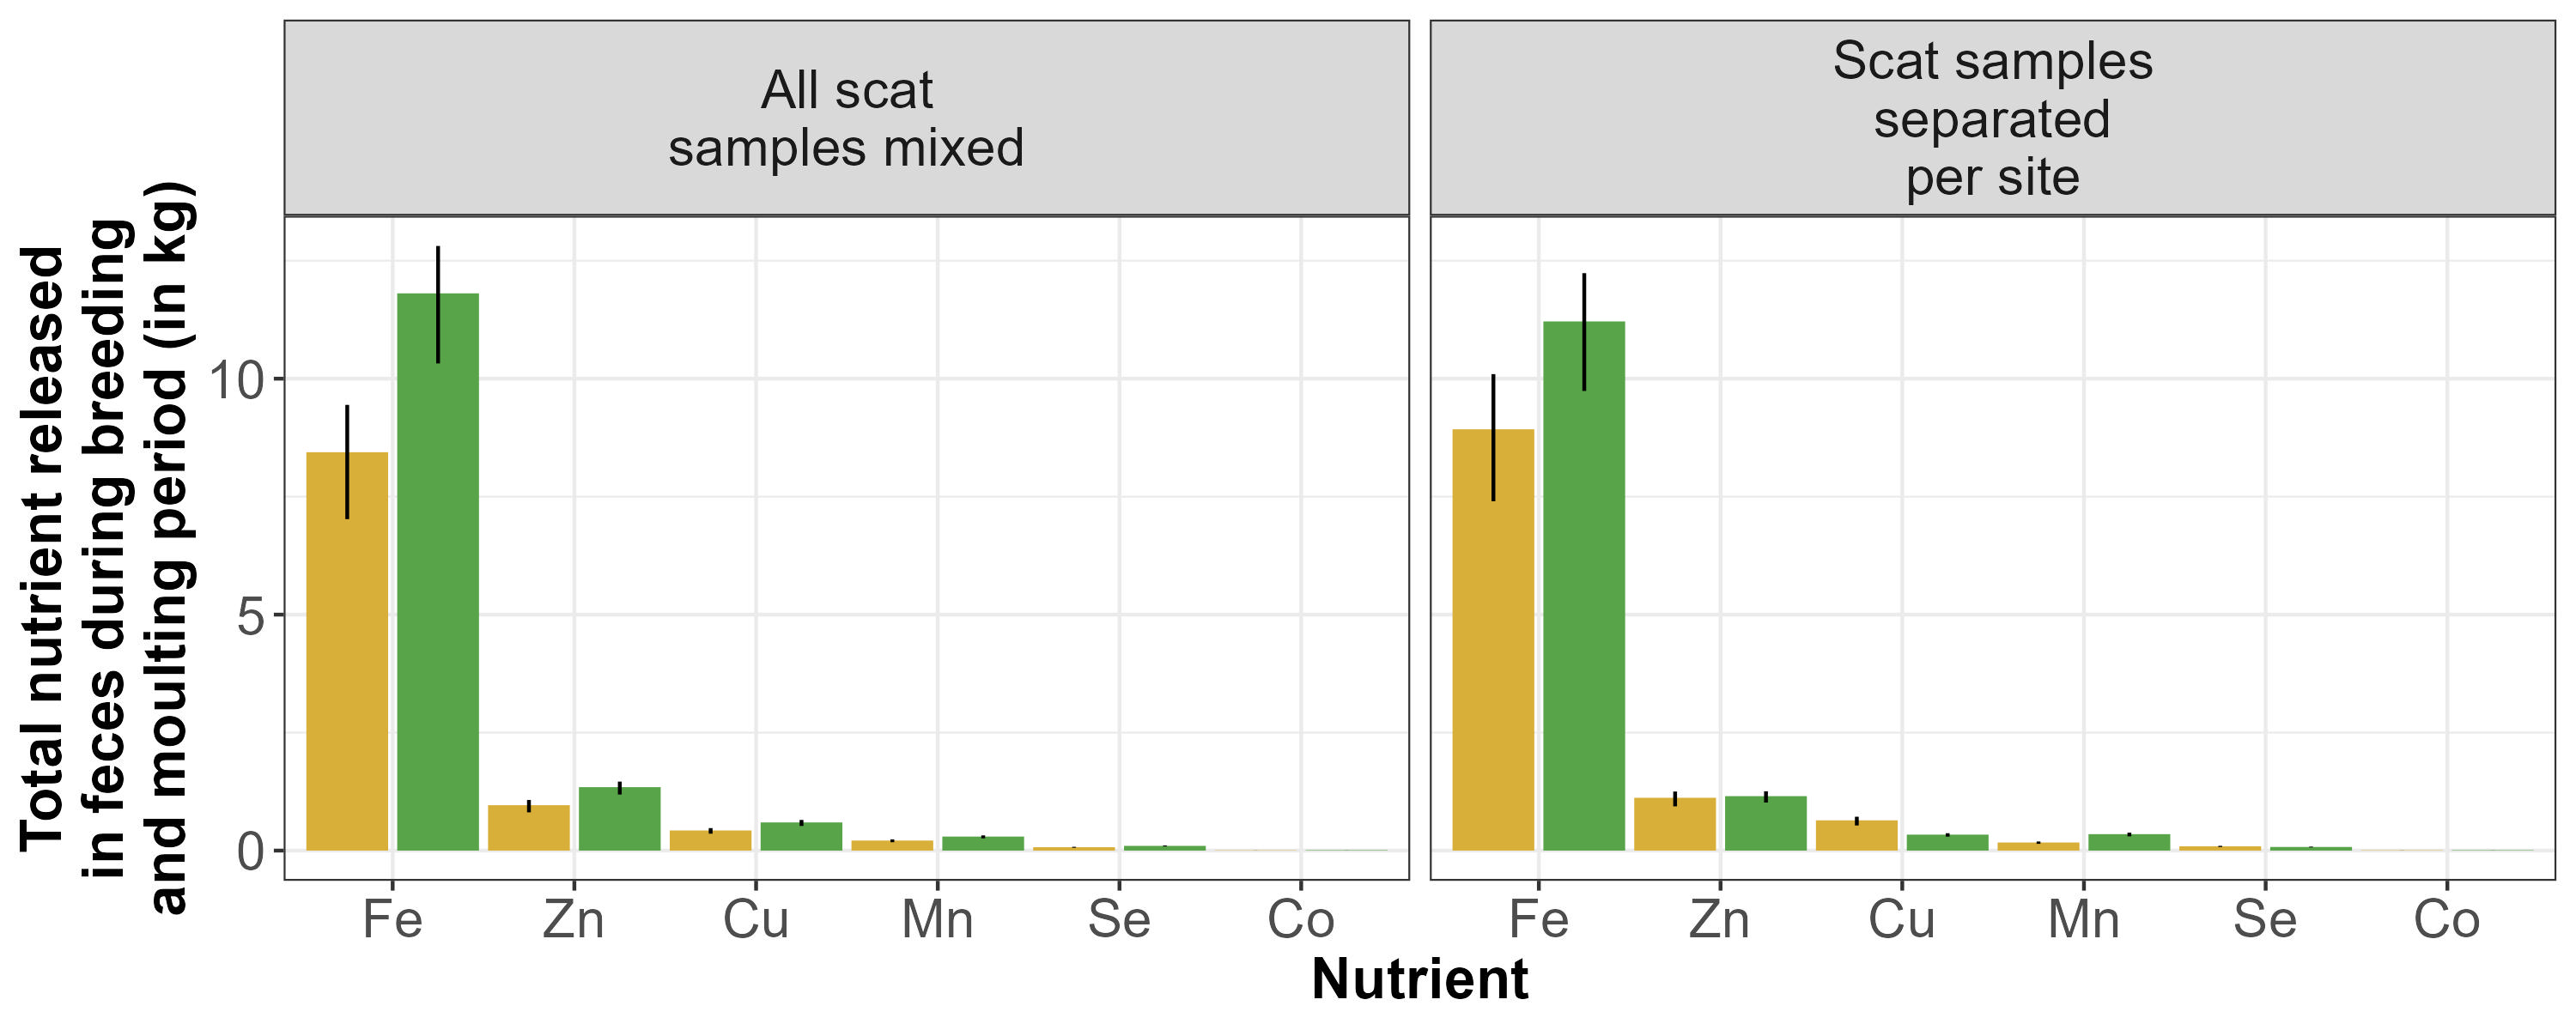 All scat
samples mixed
Scat samples
separated
per site
Total nutrient released
in feces during breeding
and moulting period (in kg)
10
5
0
Fe Zn Cu Mn Se Co
Fe Zn Cu Mn Se Co
Nutrient